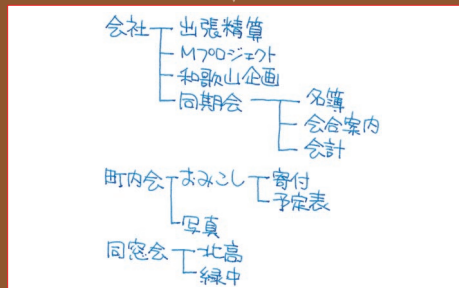 会社 出張精算
Mプロジェクト
和歌山企画
同期会 名簿
会合案内
会計
町内会 おみこし 寄付
予定表
写真
同窓会 北高
緑中